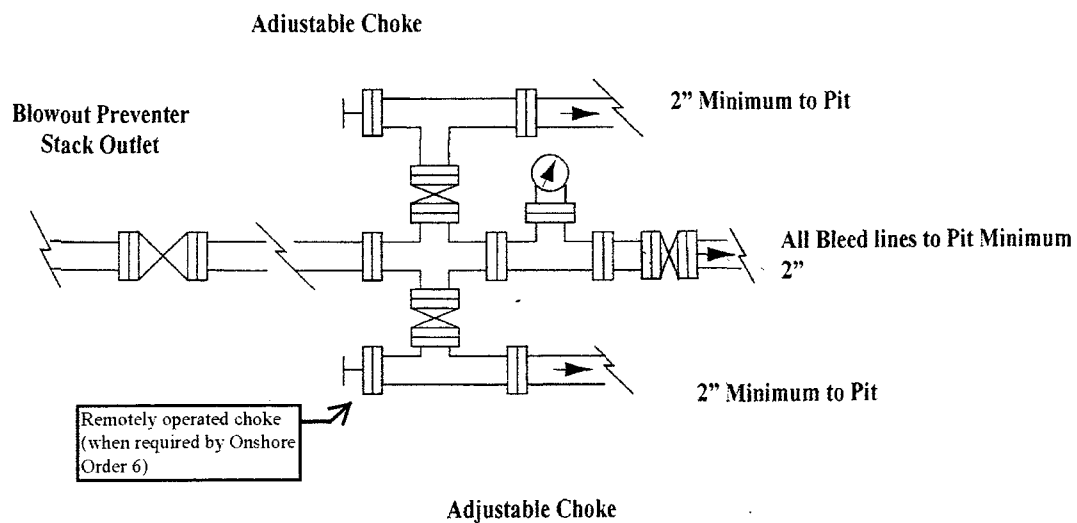 Adjustable Choke
Blowout Preventer
Stack Outlet
2” Minimum to Pit
All Bleed lines to Pit Minimum
2”
2” Minimum to Pit
Remotely operated choke
(when required by Onshore
Order 6)
Adjustable Choke